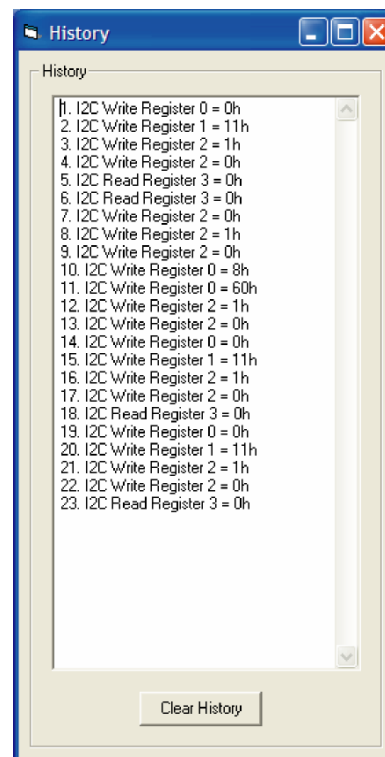 History
History
1. I2C Write Register 0 = 0h
2. I2C Write Register 1 = 11h
3. I2C Write Register 2 = 1h
4. I2C Write Register 2 = 0h
5. I2C Read Register 3 = 0h
6. I2C Read Register 3 = 0h
7. I2C Write Register 2 = 0h
8. I2C Write Register 2 = 1h
9. I2C Write Register 2 = 0h
10. I2C Write Register 0 = 8h
11. I2C Write Register 0 = 60h
12. I2C Write Register 2 = 1h
13. I2C Write Register 2 = 0h
14. I2C Write Register 0 = 0h
15. I2C Write Register 1 = 11h
16. I2C Write Register 2 = 1h
17. I2C Write Register 2 = 0h
18. I2C Read Register 3 = 0h
19. I2C Write Register 0 = 0h
20. I2C Write Register 1 = 11h
21. I2C Write Register 2 = 1h
22. I2C Write Register 2 = 0h
23. I2C Read Register 3 = 0h
Clear History